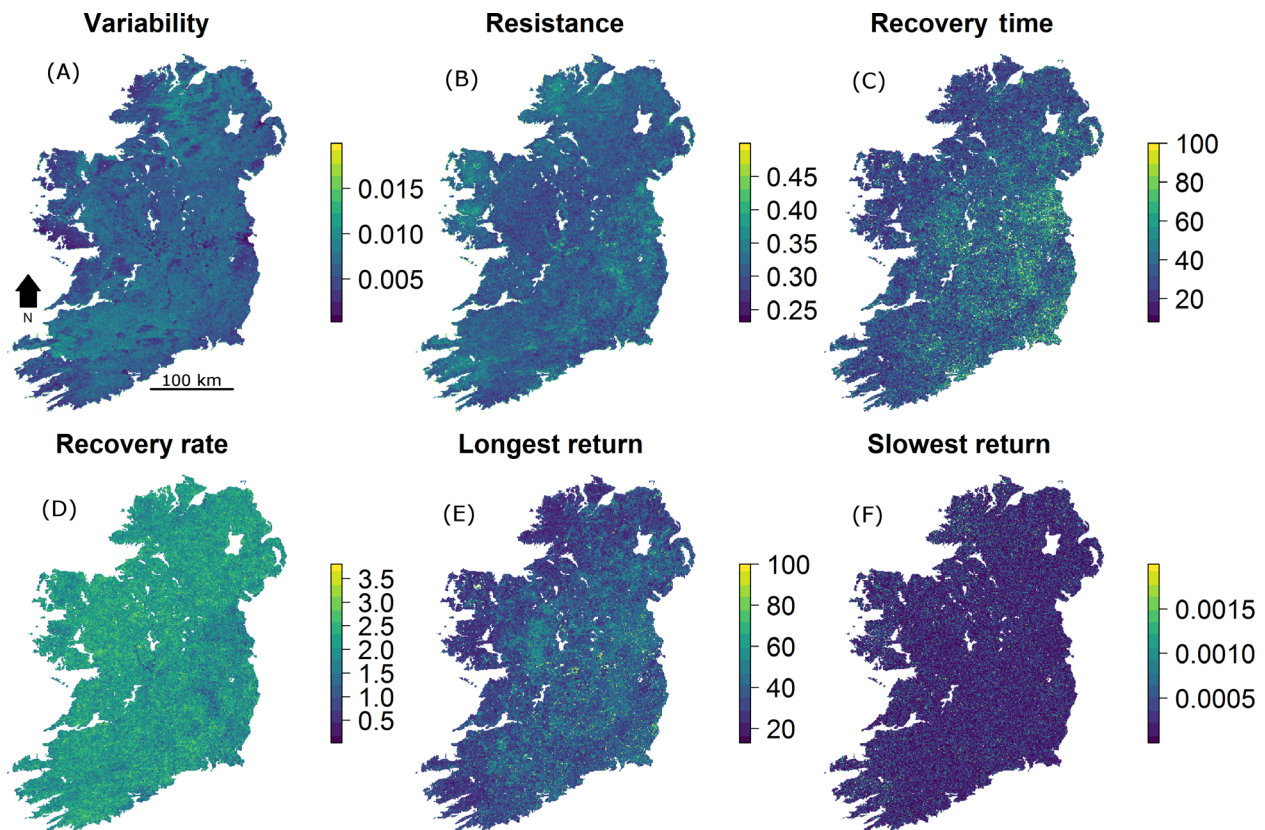 Variability
Resistance
Recovery time
(A)
(B)
(C)
0.015
0.010
0.005
0.45
0.40
0.35
0.30
0.25
100
80
60
40
20
N
100 km
Recovery rate
Longest return
Slowest return
(D)
(E)
(F)
3.5
3.0
2.5
2.0
1.5
1.0
0.5
100
80
60
40
20
0.0015
0.0010
0.0005